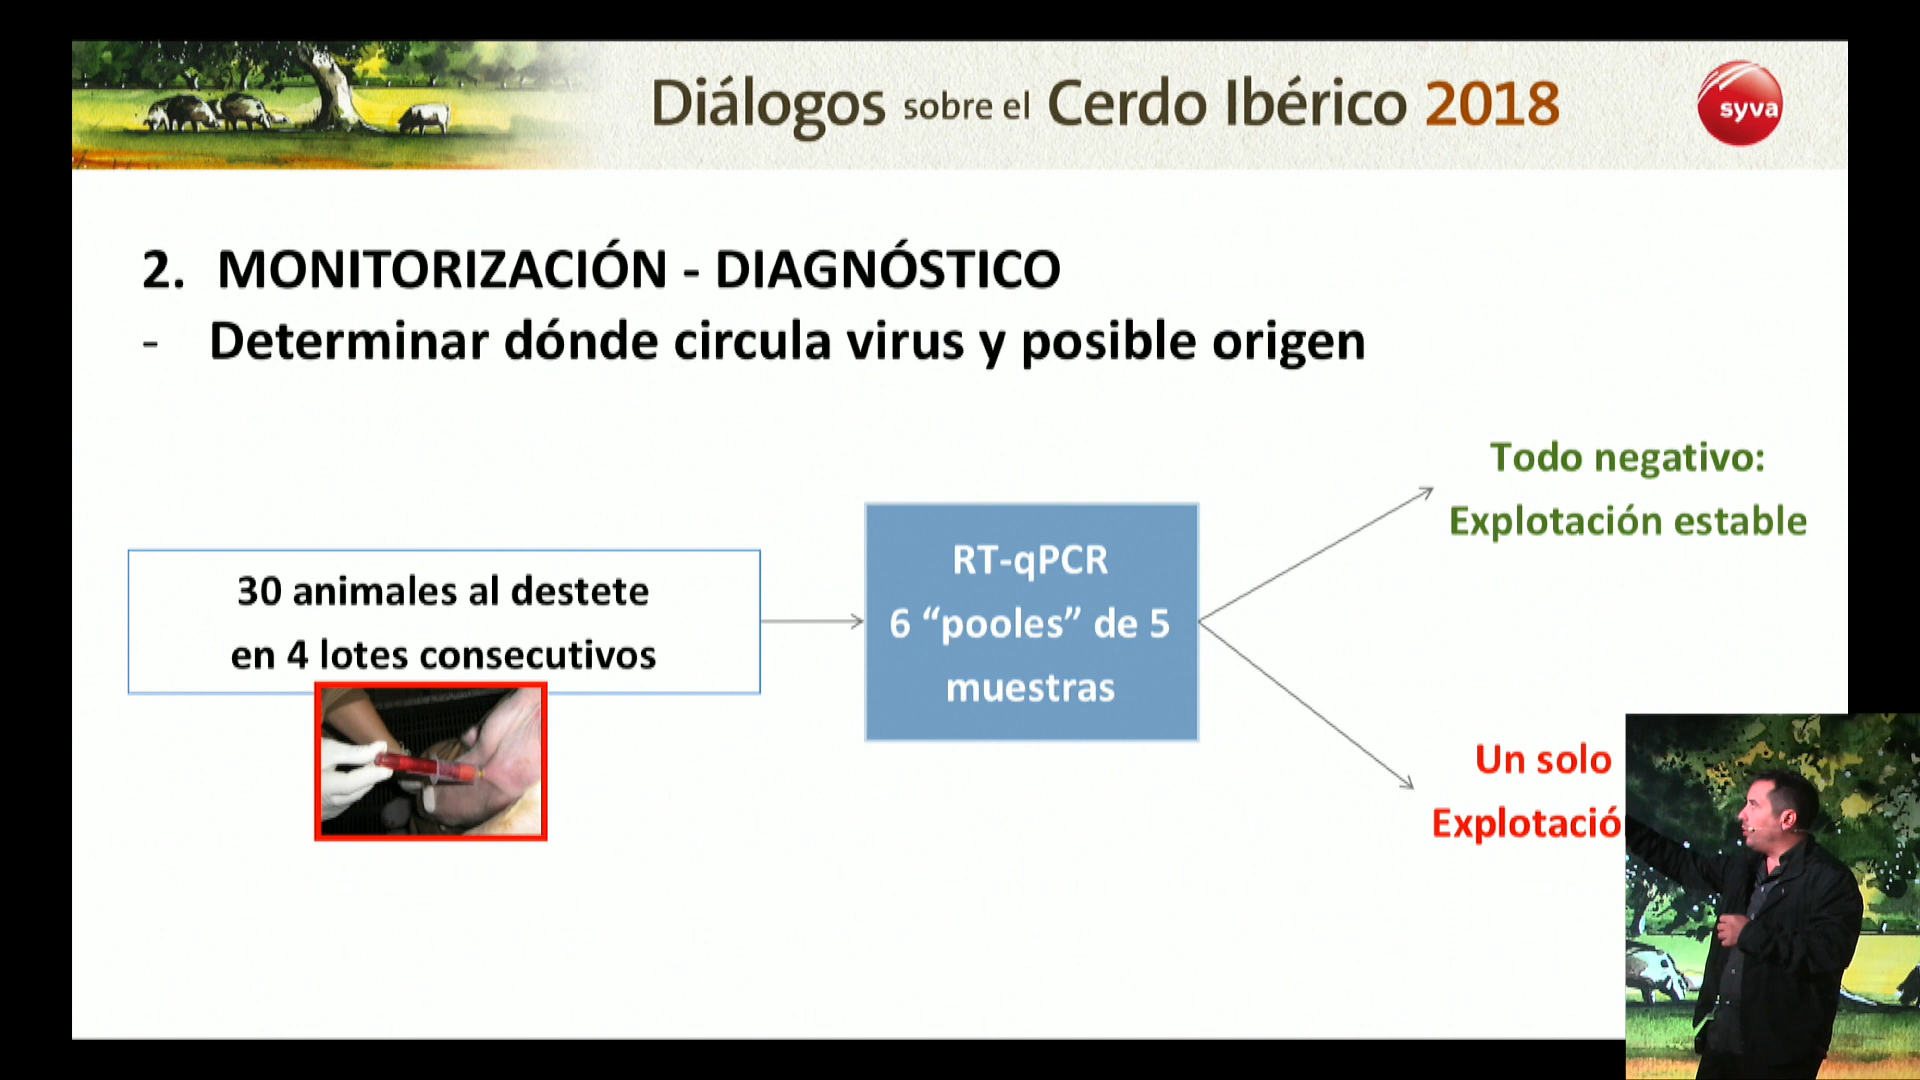 Diálogos sobre el Cerdo Ibérico 2018
syva
2. MONITORIZACIÓN - DIAGNÓSTICO
- Determinar dónde circula virus y posible origen
30 animales al destete
en 4 lotes consecutivos
RT-qPCR
6 “pooles” de 5
muestras
Todo negativo:
Explotación estable
Un solo